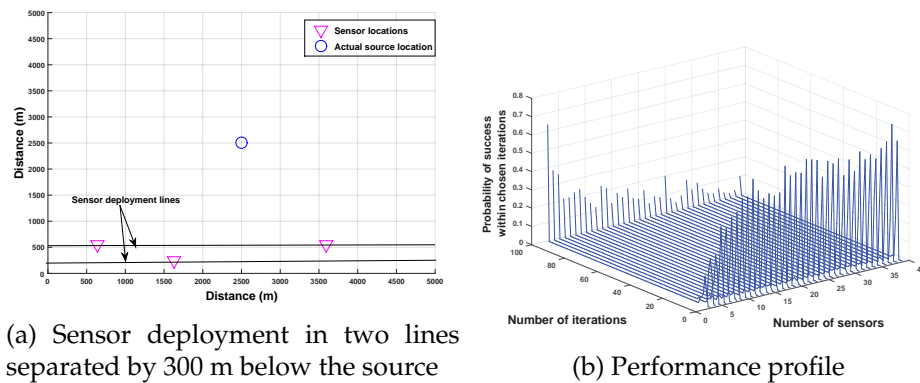 5000
4500
4000
3500
3000
2500
2000
1500
1000
500
0
Distance (m)
Sensor locations
Actual source location
Sensor deployment lines
0 500 1000 1500 2000 2500 3000 3500 4000 4500 5000
Distance (m)
(a) Sensor deployment in two lines
separated by 300 m below the source
0.8
0.7
0.6
0.5
0.4
0.3
0.2
0.1
0
Probability of success
within chosen iterations
100
80
60
40
20
0
Number of iterations
0 5 10 15 20 25 30 35 4
Number of sensors
(b) Performance profile